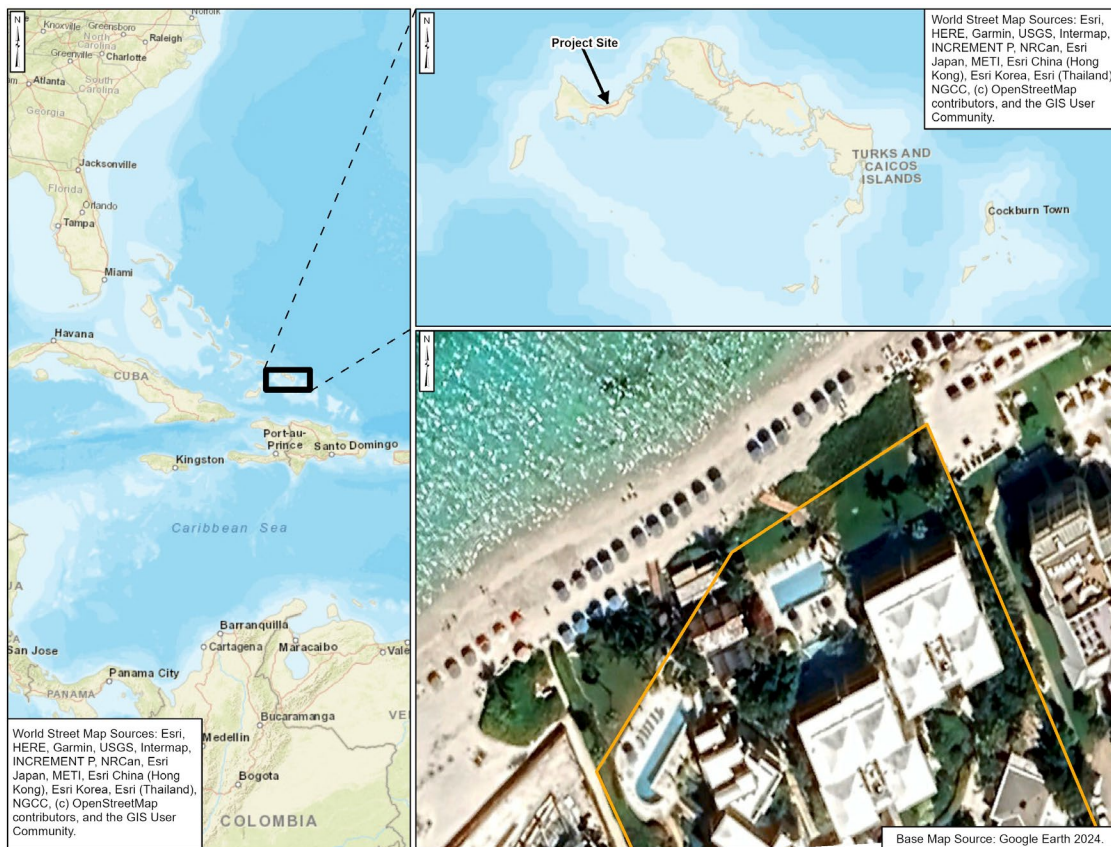 N
Norfolk
Knoxville
Greensboro
North
Carolina
Raleigh
Greenville
Charlotte
South
Carolina
Atlanta
Georgia
Jacksonville
Florida
Orlando
Tampa
Miami
Havana
CUBA
Port-au-
Prince
Santo Domingo
Kingston
Caribbean Sea
Barranquilla
Cartagena
Maracaibo
Vale
San Jose
Panama City
PANAMA
Bucaramanga
VE
Medellin
Bogota
COLOMBIA
World Street Map Sources: Esri,
HERE, Garmin, USGS, Intermap,
INCREMENT P, NRCan, Esri
Japan, METI, Esri China (Hong
Kong), Esri Korea, Esri (Thailand),
NGCC, (c) OpenStreetMap
contributors, and the GIS User
Community.
N
Project Site
TURKS AND
CAICOS
ISLANDS
Cockburn Town
World Street Map Sources: Esri,
HERE, Garmin, USGS, Intermap,
INCREMENT P, NRCan, Esri
Japan, METI, Esri China (Hong
Kong), Esri Korea, Esri (Thailand),
NGCC, (c) OpenStreetMap
contributors, and the GIS User
Community.
N
Base Map Source: Google Earth 2024.